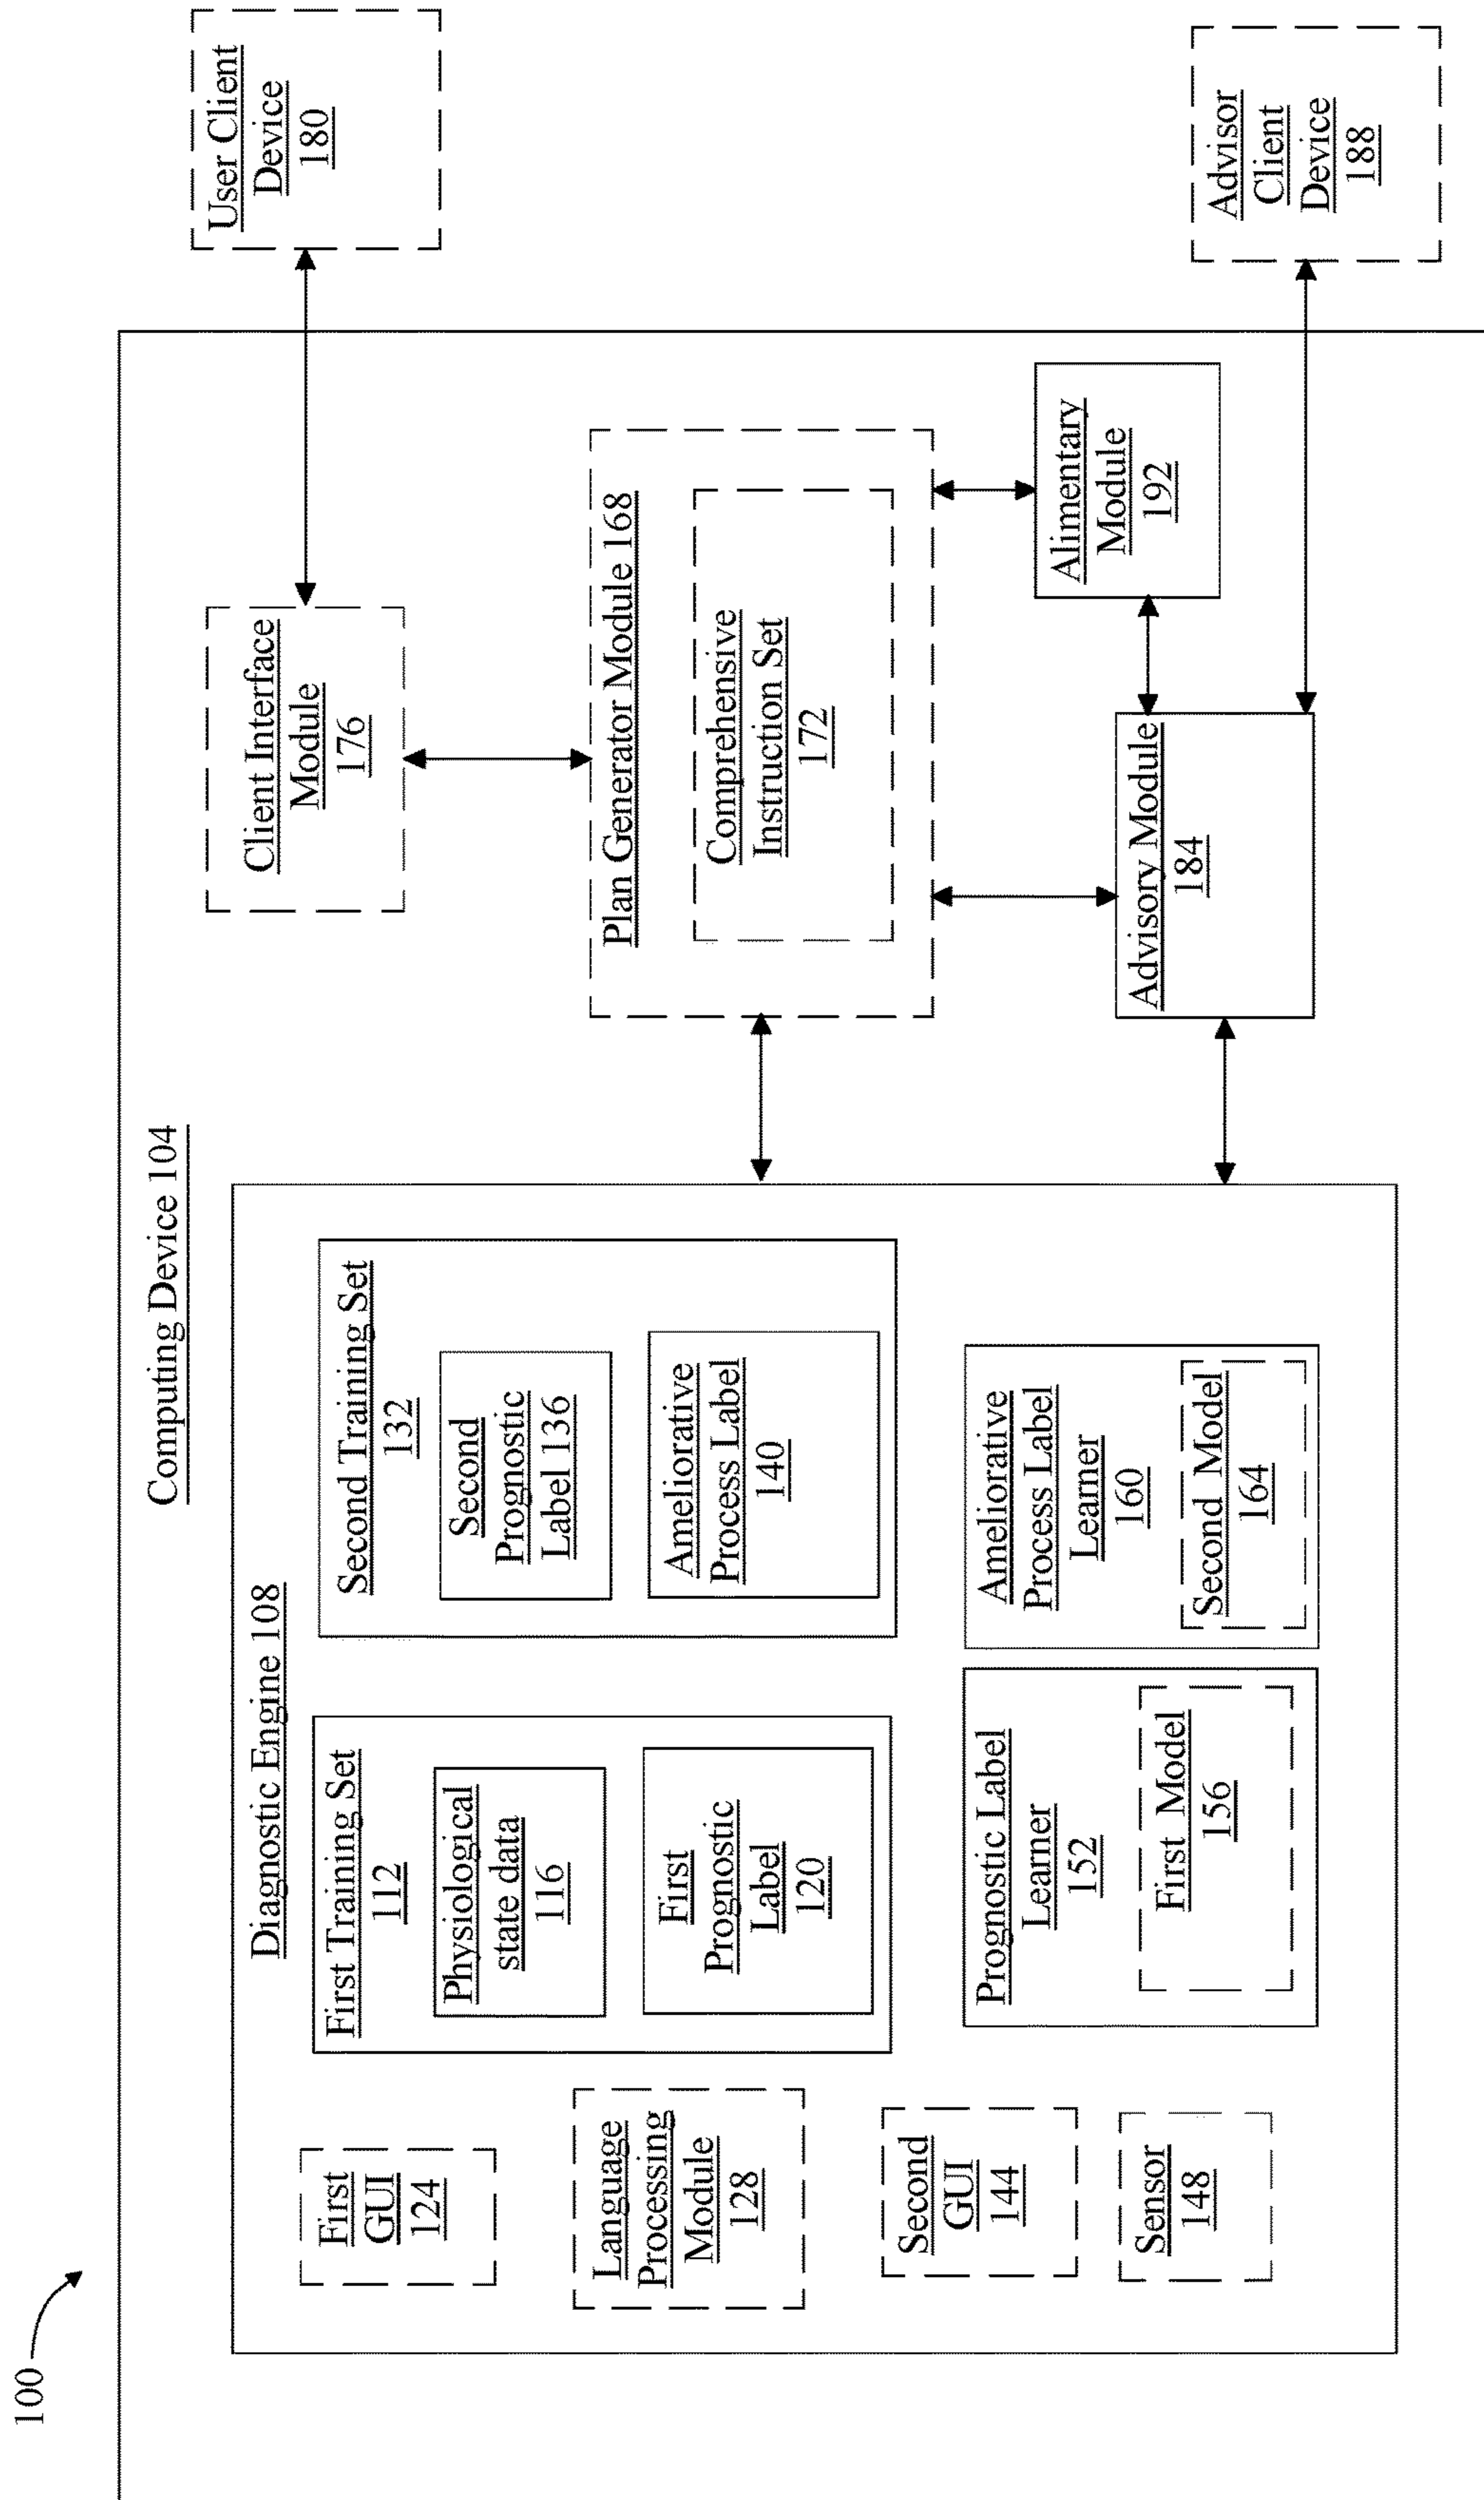 100
Computing Device 104
Diagnostic Engine 108
First
GUI
124
Language
Processing
Module
128
Second
GUI
144
Sensor
148
First Training Set
112
Physiological
state data
116
First
Prognostic
Label
120
Second Training Set
132
Second
Prognostic
Label 136
Ameliorative
Process Label
140
Prognostic Label
Learner
152
First Model
156
Ameliorative
Process Label
Learner
160
Second Model
164
Client Interface
Module
176
Plan Generator Module 168
Comprehensive
Instruction Set
172
Advisory Module
184
Alimentary
Module
192
User Client
Device
180
Advisor
Client
Device
188